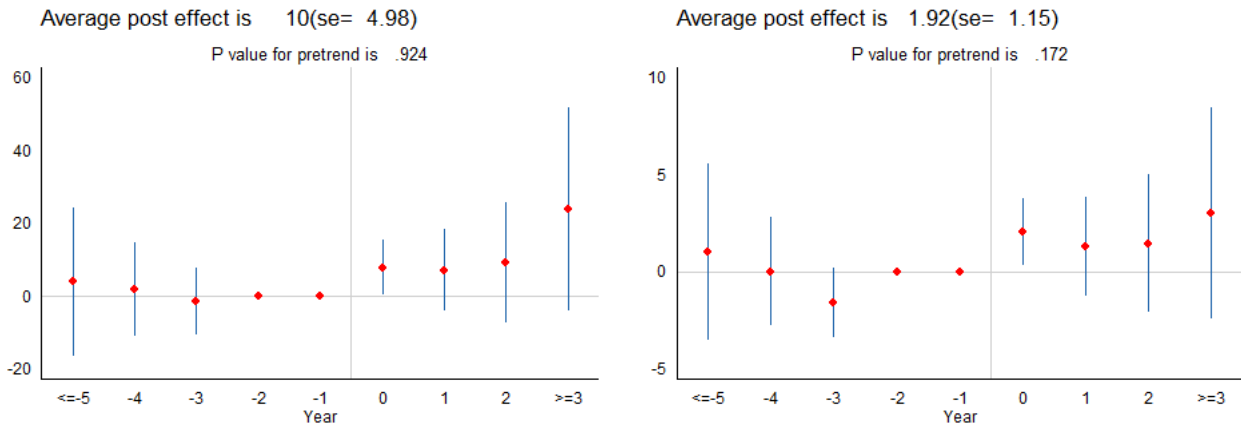 Average post effect is 10(se= 4.98)
P value for pretrend is .924
60
40
20
0
-20
<=-5 -4 -3 -2 -1 0 1 2 >=3
Year
Average post effect is 1.92(se= 1.15)
P value for pretrend is .172
10
5
0
-5
<=-5 -4 -3 -2 -1 0 1 2 >=3
Year